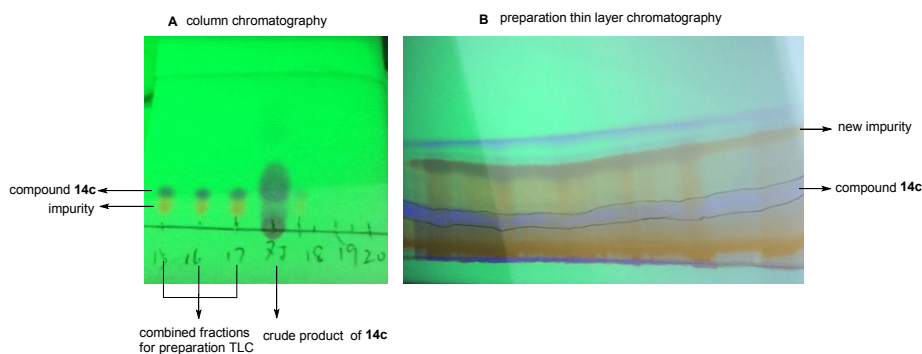 A column chromatography
B preparation thin layer chromatography
new impurity
compound 14c
compound 14c
impurity
15 16 17 18 19 20
combined fractions
for preparation TLC
crude product of 14c